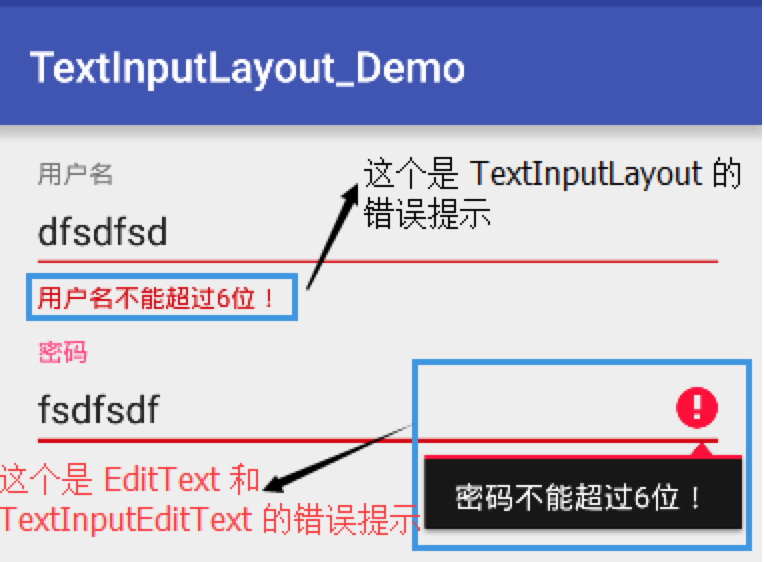 TextInputLayout_Demo
用户名
这个是 TextInputLayout 的
错误提示
dfsdfsd
用户名不能超过6位！
密码
fsdfsdf
这个是 EditText 和
TextInputEditText 的错误提示
密码不能超过6位！